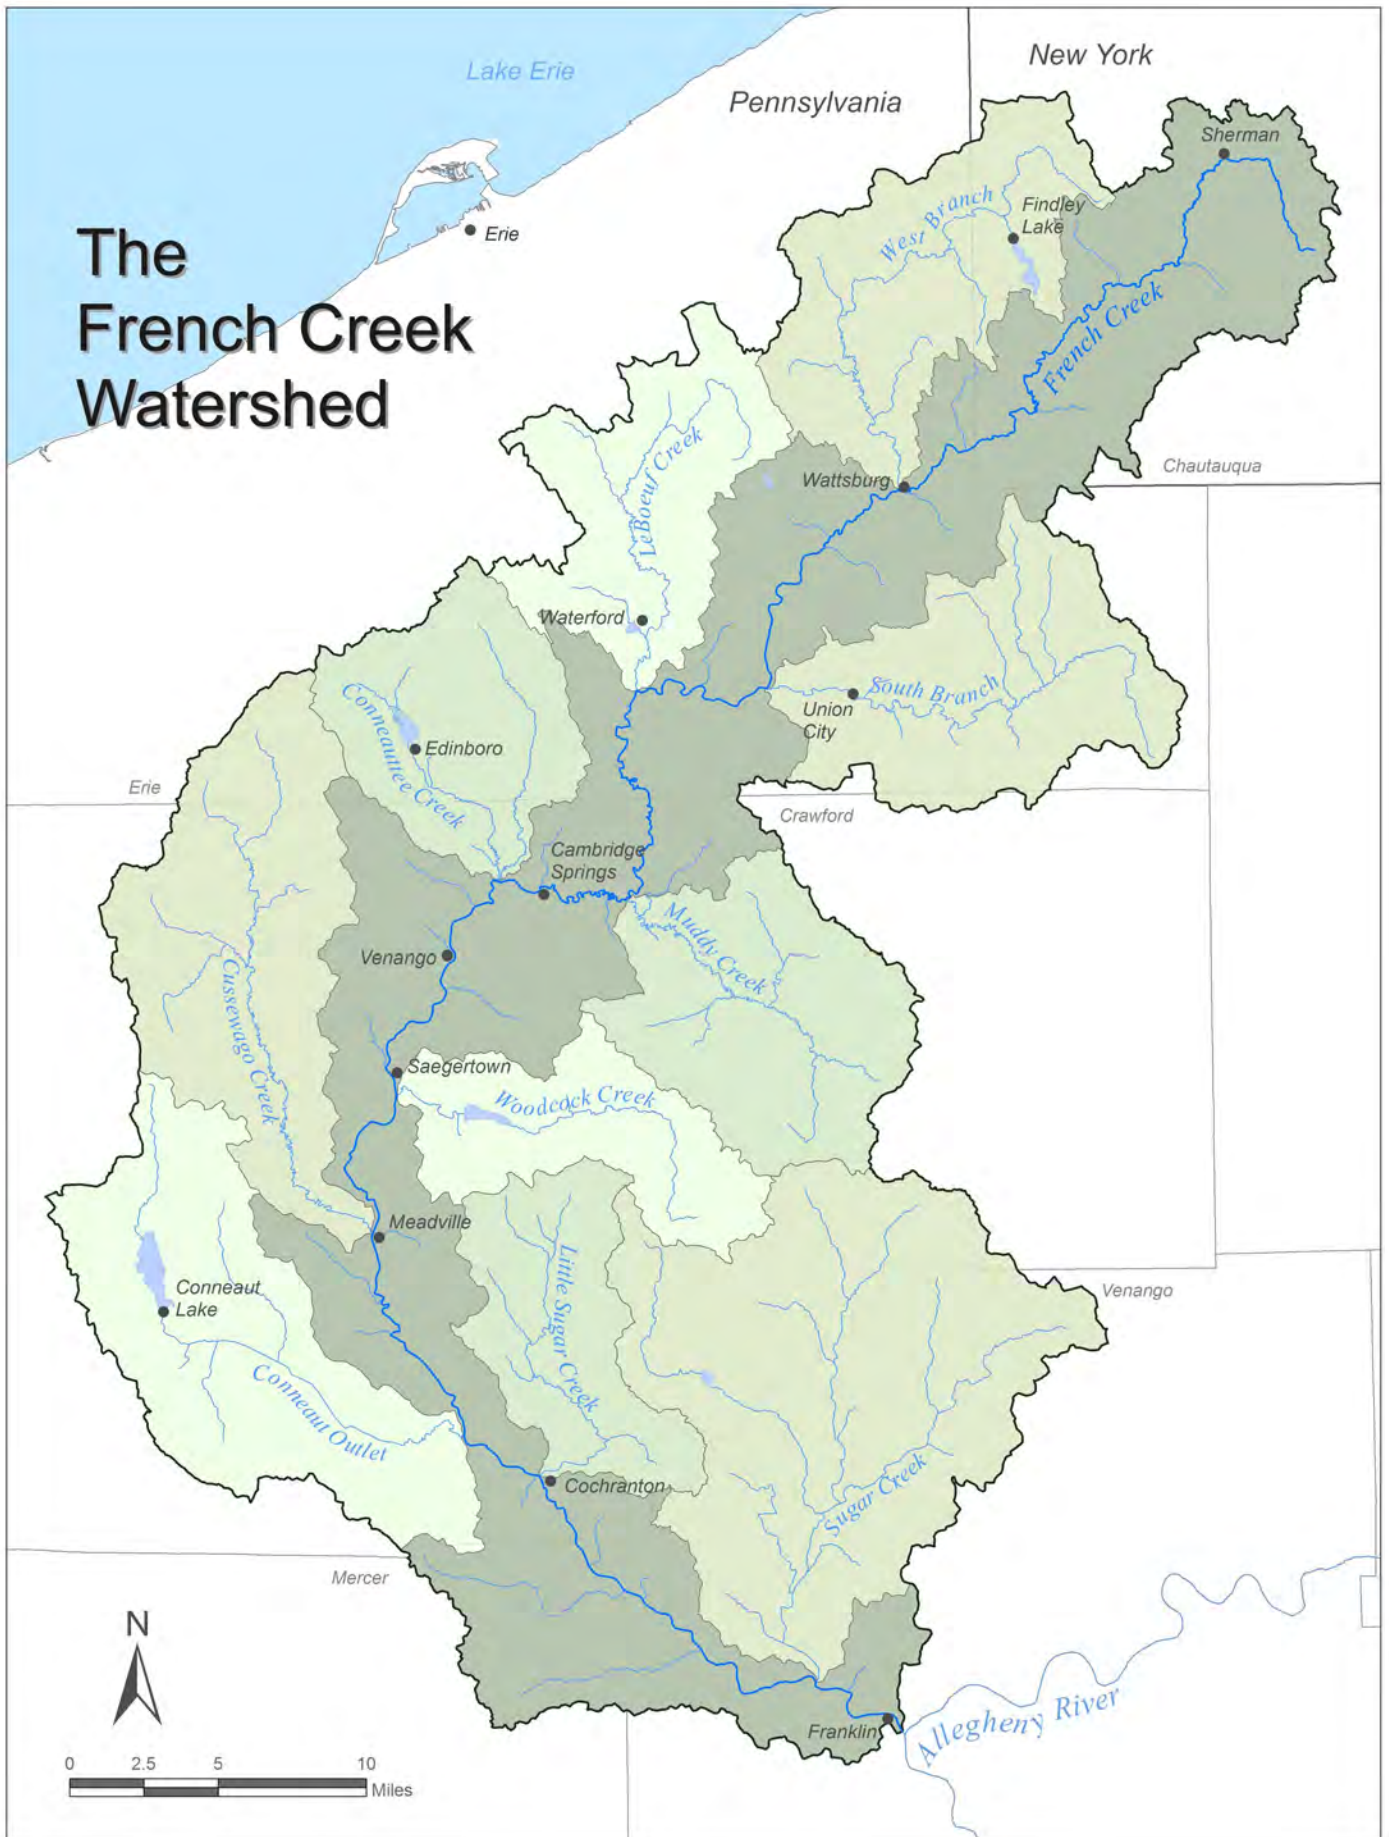 New York
Lake Erie
Pennsylvania
Sherman
West Branch
Findley
Lake
Erie
The
French Creek
Watershed
French Creek
LeBoeuf Creek
Chautauqua
Wattsburg
Waterford
South Branch
Union
City
Conneauttee Creek
Edinboro
Erie
Crawford
Cambridge
Springs
Muddy Creek
Venango
Cussewago Creek
Saegertown
Woodcock Creek
Meadville
Little Sugar Creek
Conneaut
Lake
Venango
Conneaut Outlet
Cochranton
Sugar Creek
Mercer
N
Allegheny River
Franklin
0 2.5 5 10
Miles